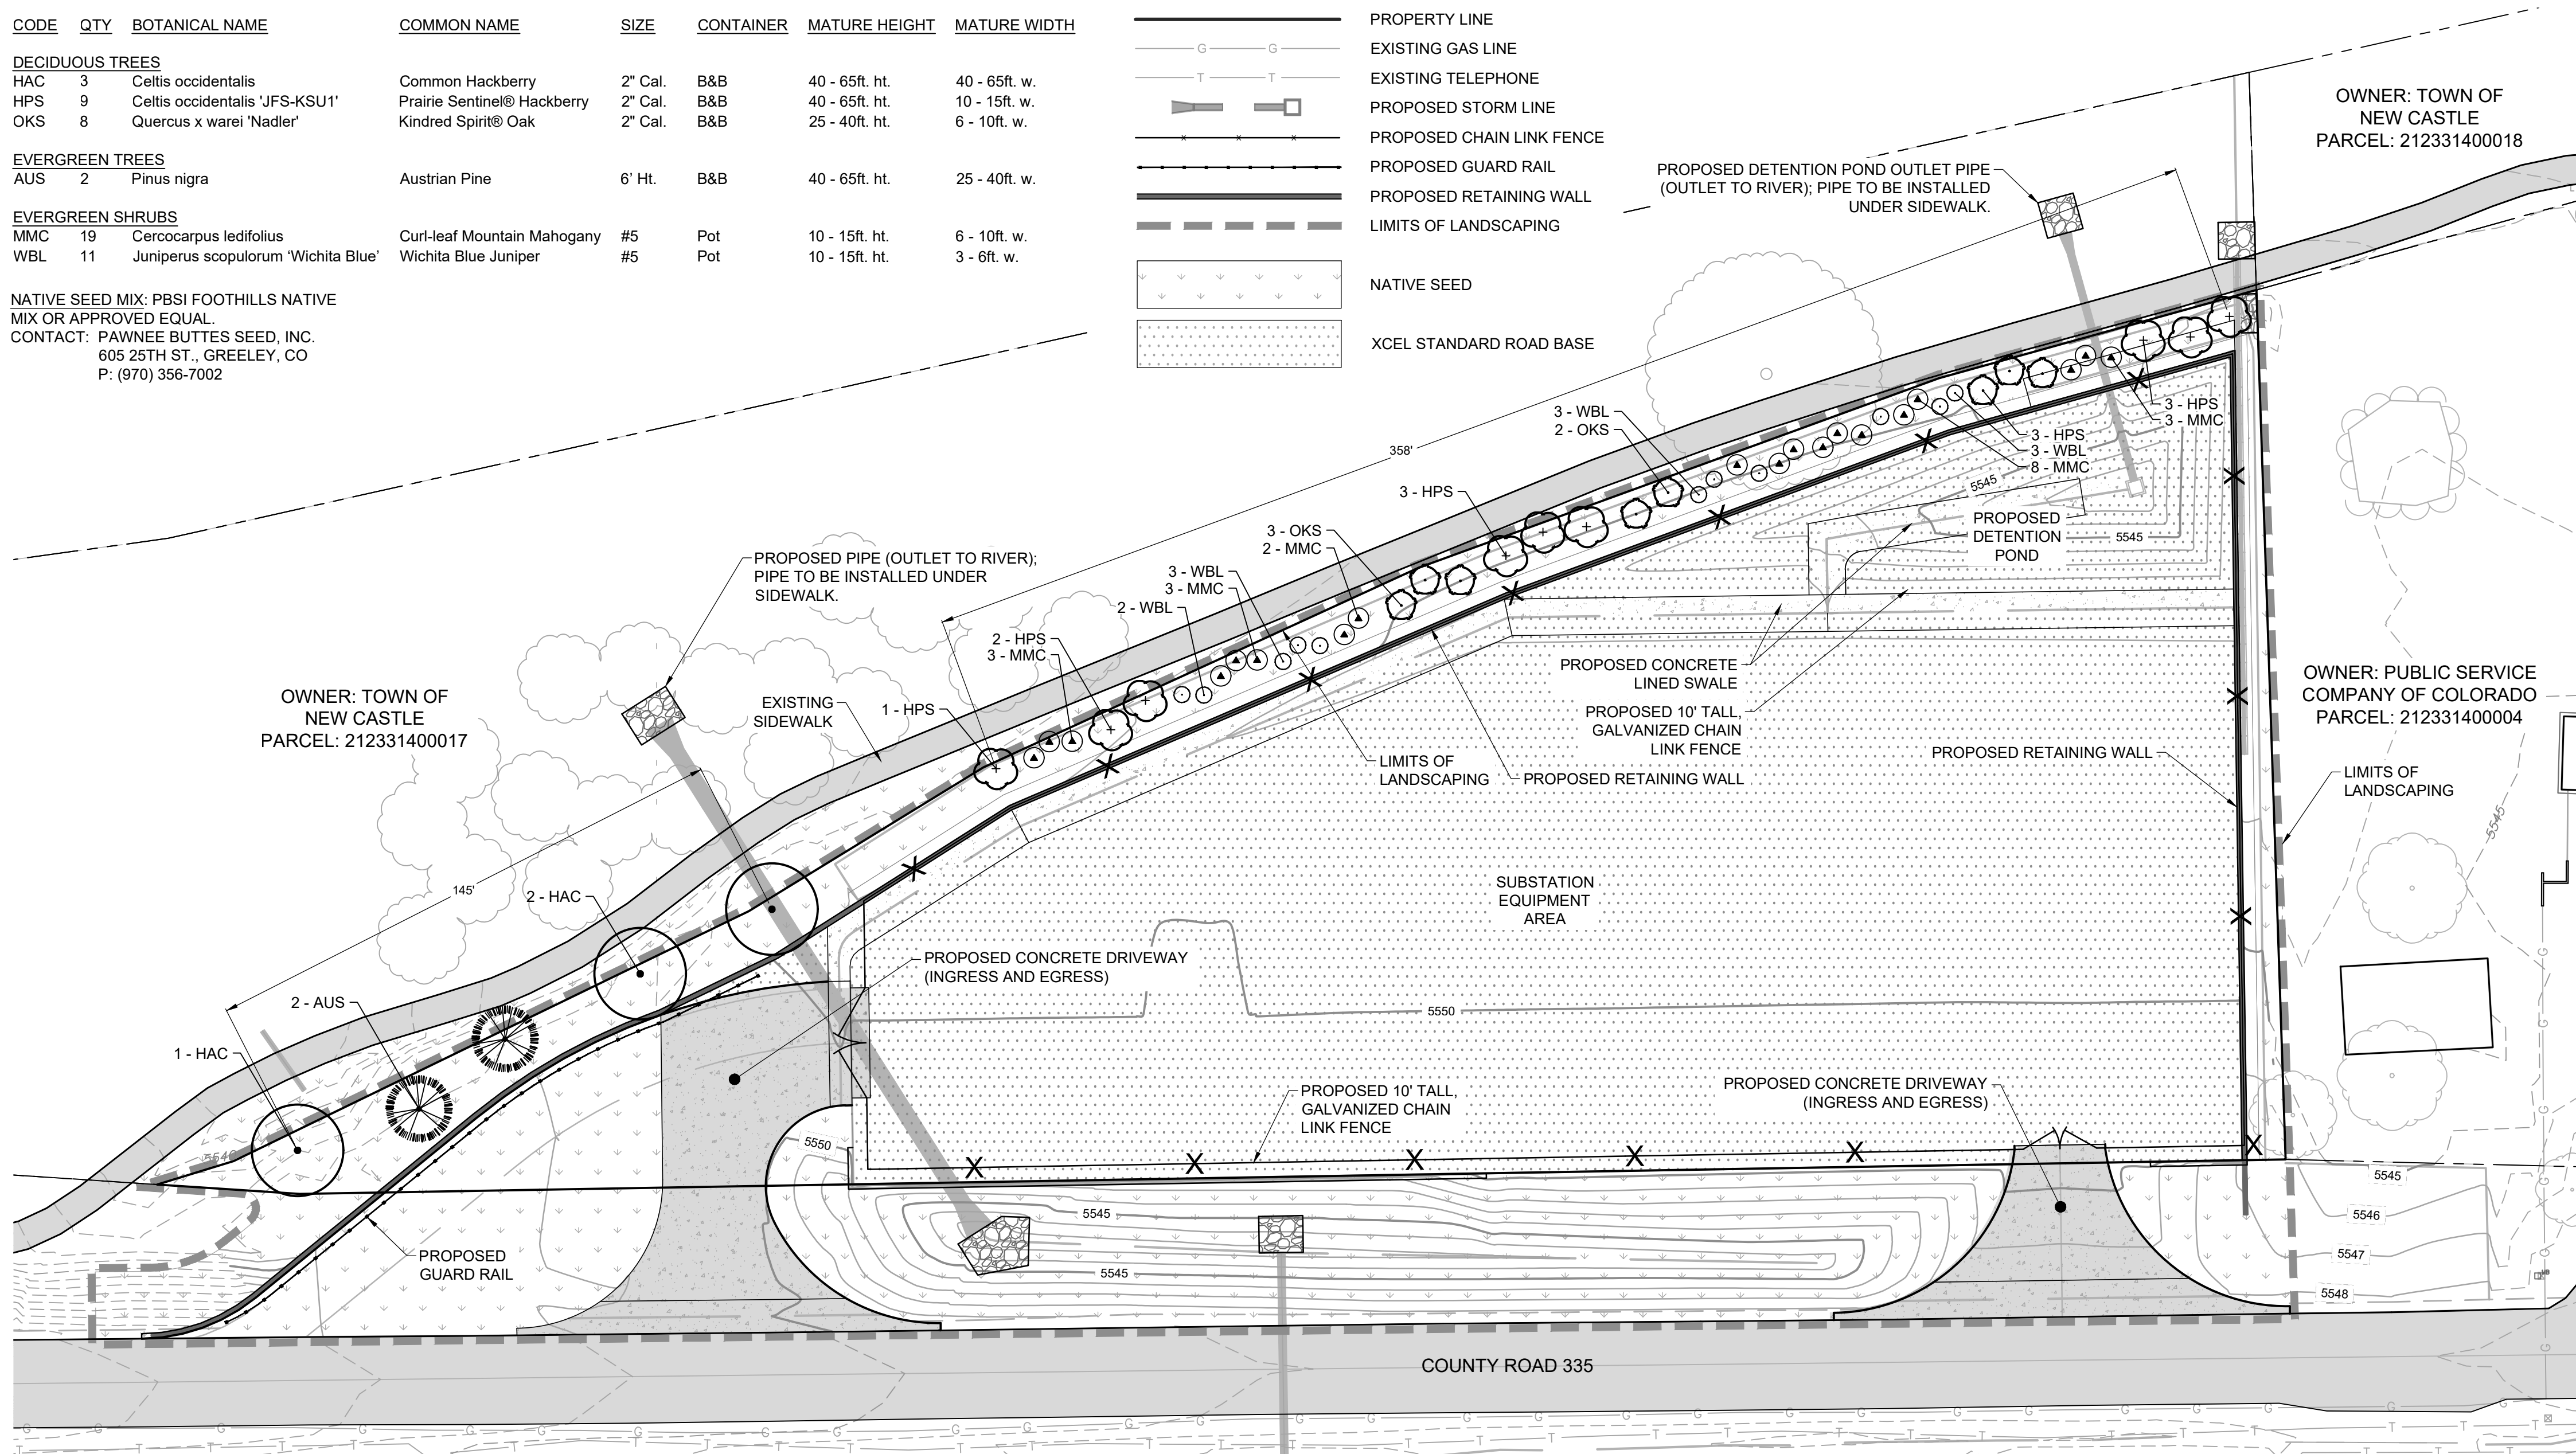 CODE QTY BOTANICAL NAME COMMON NAME SIZE CONTAINER MATURE HEIGHT MATURE WIDTH
DECIDUOUS TREES
HAC 3 Celtis occidentalis Common Hackberry 2" Cal. B&B 40 - 65ft. ht. 40 - 65ft. w.
HPS 9 Celtis occidentalis 'JFS-KSU1' Prairie Sentinel® Hackberry 2" Cal. B&B 40 - 65ft. ht. 10 - 15ft. w.
OKS 8 Quercus x warei 'Nadler' Kindred Spirit® Oak 2" Cal. B&B 25 - 40ft. ht. 6 - 10ft. w.
EVERGREEN TREES
AUS 2 Pinus nigra Austrian Pine 6' Ht. B&B 40 - 65ft. ht. 25 - 40ft. w.
EVERGREEN SHRUBS
MMC 19 Cercocarpus ledifolius Curl-leaf Mountain Mahogany #5 Pot 10 - 15ft. ht. 6 - 10ft. w.
WBL 11 Juniperus scopulorum ‘Wichita Blue’ Wichita Blue Juniper #5 Pot 10 - 15ft. ht. 3 - 6ft. w.
NATIVE SEED MIX: PBSI FOOTHILLS NATIVE
MIX OR APPROVED EQUAL.
CONTACT: PAWNEE BUTTES SEED, INC.
605 25TH ST., GREELEY, CO
P: (970) 356-7002
PROPERTY LINE
G G EXISTING GAS LINE
T T EXISTING TELEPHONE
PROPOSED STORM LINE
PROPOSED CHAIN LINK FENCE
PROPOSED GUARD RAIL
PROPOSED RETAINING WALL
LIMITS OF LANDSCAPING
NATIVE SEED
XCEL STANDARD ROAD BASE
OWNER: TOWN OF
NEW CASTLE
PARCEL: 212331400018
PROPOSED DETENTION POND OUTLET PIPE
(OUTLET TO RIVER); PIPE TO BE INSTALLED
UNDER SIDEWALK.
3 - HPS
3 - MMC
3 - HPS
3 - WBL
8 - MMC
3 - WBL
2 - OKS
358'
3 - HPS
3 - OKS
2 - MMC
3 - WBL
3 - MMC
2 - WBL
2 - HPS
3 - MMC
1 - HPS
5545
PROPOSED
DETENTION
POND
5545
PROPOSED PIPE (OUTLET TO RIVER);
PIPE TO BE INSTALLED UNDER
SIDEWALK.
OWNER: TOWN OF
NEW CASTLE
PARCEL: 212331400017
EXISTING
SIDEWALK
PROPOSED CONCRETE
LINED SWALE
PROPOSED 10' TALL,
GALVANIZED CHAIN
LINK FENCE
LIMITS OF
LANDSCAPING
PROPOSED RETAINING WALL
PROPOSED RETAINING WALL
OWNER: PUBLIC SERVICE
COMPANY OF COLORADO
PARCEL: 212331400004
LIMITS OF
LANDSCAPING
5545
145'
2 - HAC
SUBSTATION
EQUIPMENT
AREA
PROPOSED CONCRETE DRIVEWAY
(INGRESS AND EGRESS)
2 - AUS
5550
1 - HAC
PROPOSED 10' TALL,
GALVANIZED CHAIN
LINK FENCE
PROPOSED CONCRETE DRIVEWAY
(INGRESS AND EGRESS)
5550
5545
5545
5546
5547
5548
5545
PROPOSED
GUARD RAIL
COUNTY ROAD 335